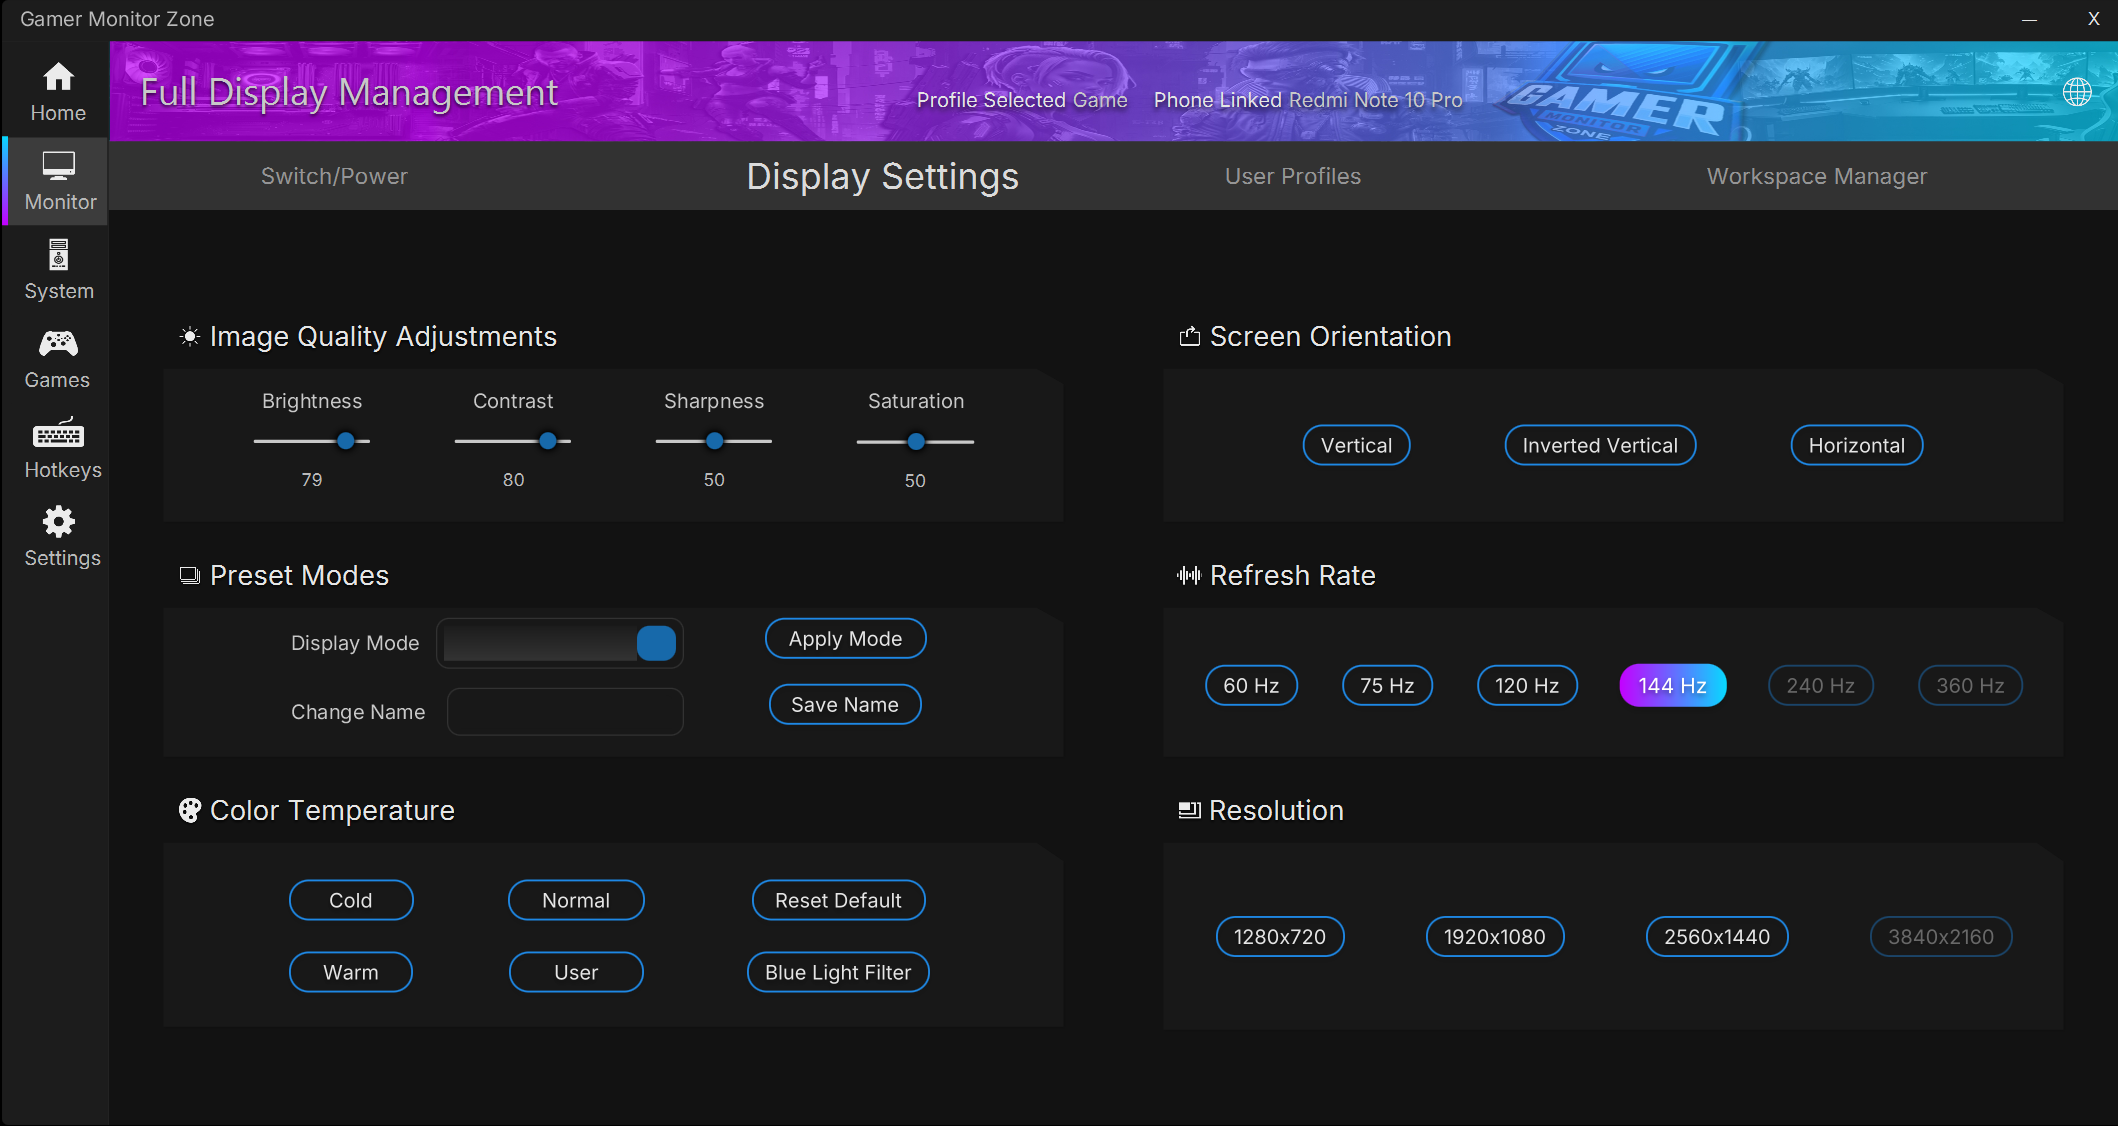 Gamer Monitor Zone
X
Home
Monitor
System
Games
Hotkeys
Settings
Full Display Management
Profile Selected Game Phone Linked Redmi Note 10 Pro
GAMER
MONITOR
ZONE
Switch/Power Display Settings User Profiles Workspace Manager
Image Quality Adjustments
Brightness Contrast Sharpness Saturation
79 80 50 50
Screen Orientation
Vertical Inverted Vertical Horizontal
Preset Modes
Display Mode Apply Mode
Change Name Save Name
Refresh Rate
60 Hz 75 Hz 120 Hz 144 Hz 240 Hz 360 Hz
Color Temperature
Cold Normal Reset Default
Warm User Blue Light Filter
Resolution
1280x720 1920x1080 2560x1440 3840x2160